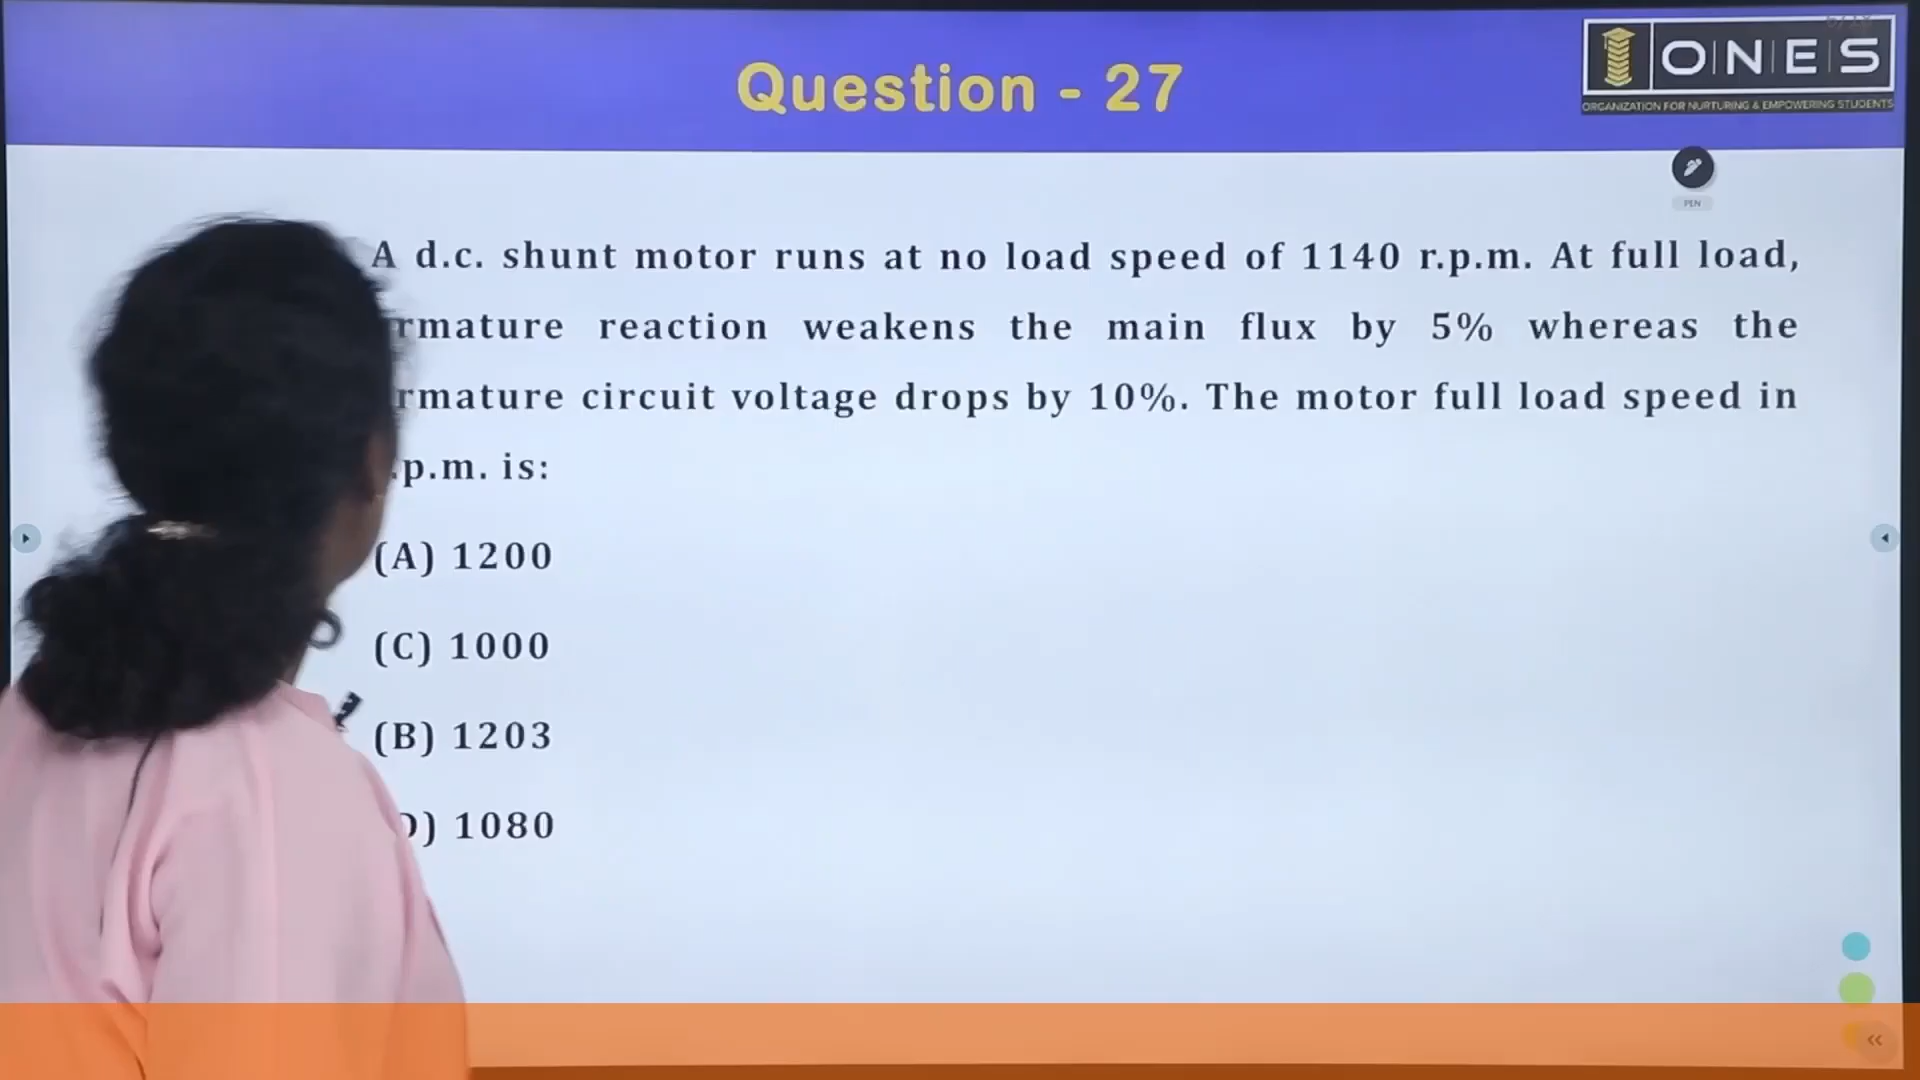 Question - 27
ONES
ORGANIZATION FOR NURTURING & EMPOWERING STUDENTS
PEN
A d.c. shunt motor runs at no load speed of 1140 r.p.m. At full load,
rmature reaction weakens the main flux by 5% whereas the
rmature circuit voltage drops by 10%. The motor full load speed in
.p.m. is:
(A) 1200
(C) 1000
(B) 1203
D) 1080